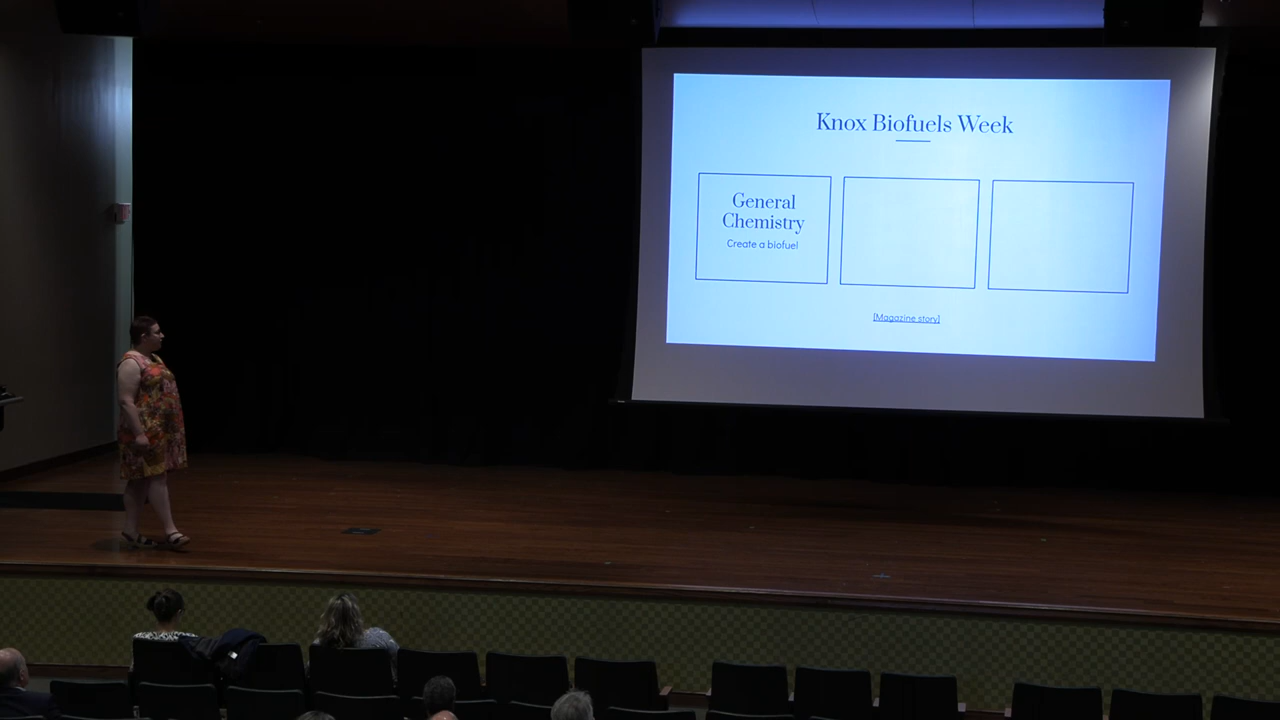 Knox Biofuels Week
General
Chemistry
Create a biofuel
[Magazine story]